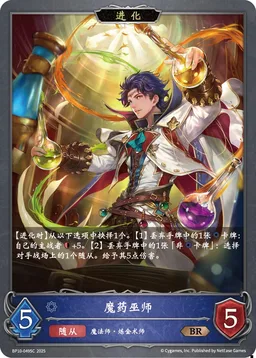 进化
【进化时】从以下选项中抉择1个。【1】丢弃手牌中的1张 卡牌：
自己的主战者 +5。【2】丢弃手牌中的1张「非 卡牌」：选择
对手战场上的1个随从。给予其5点伤害。
5
魔药巫师
5
随从
魔法师・炼金术师
BR
© Cygames, Inc.